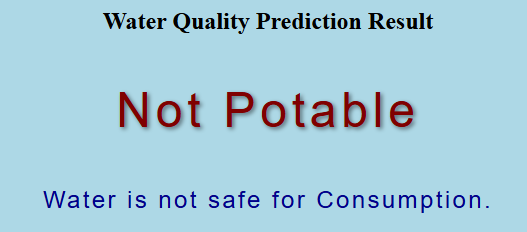 Water Quality Prediction Result
Not Potable
Water is not safe for Consumption.